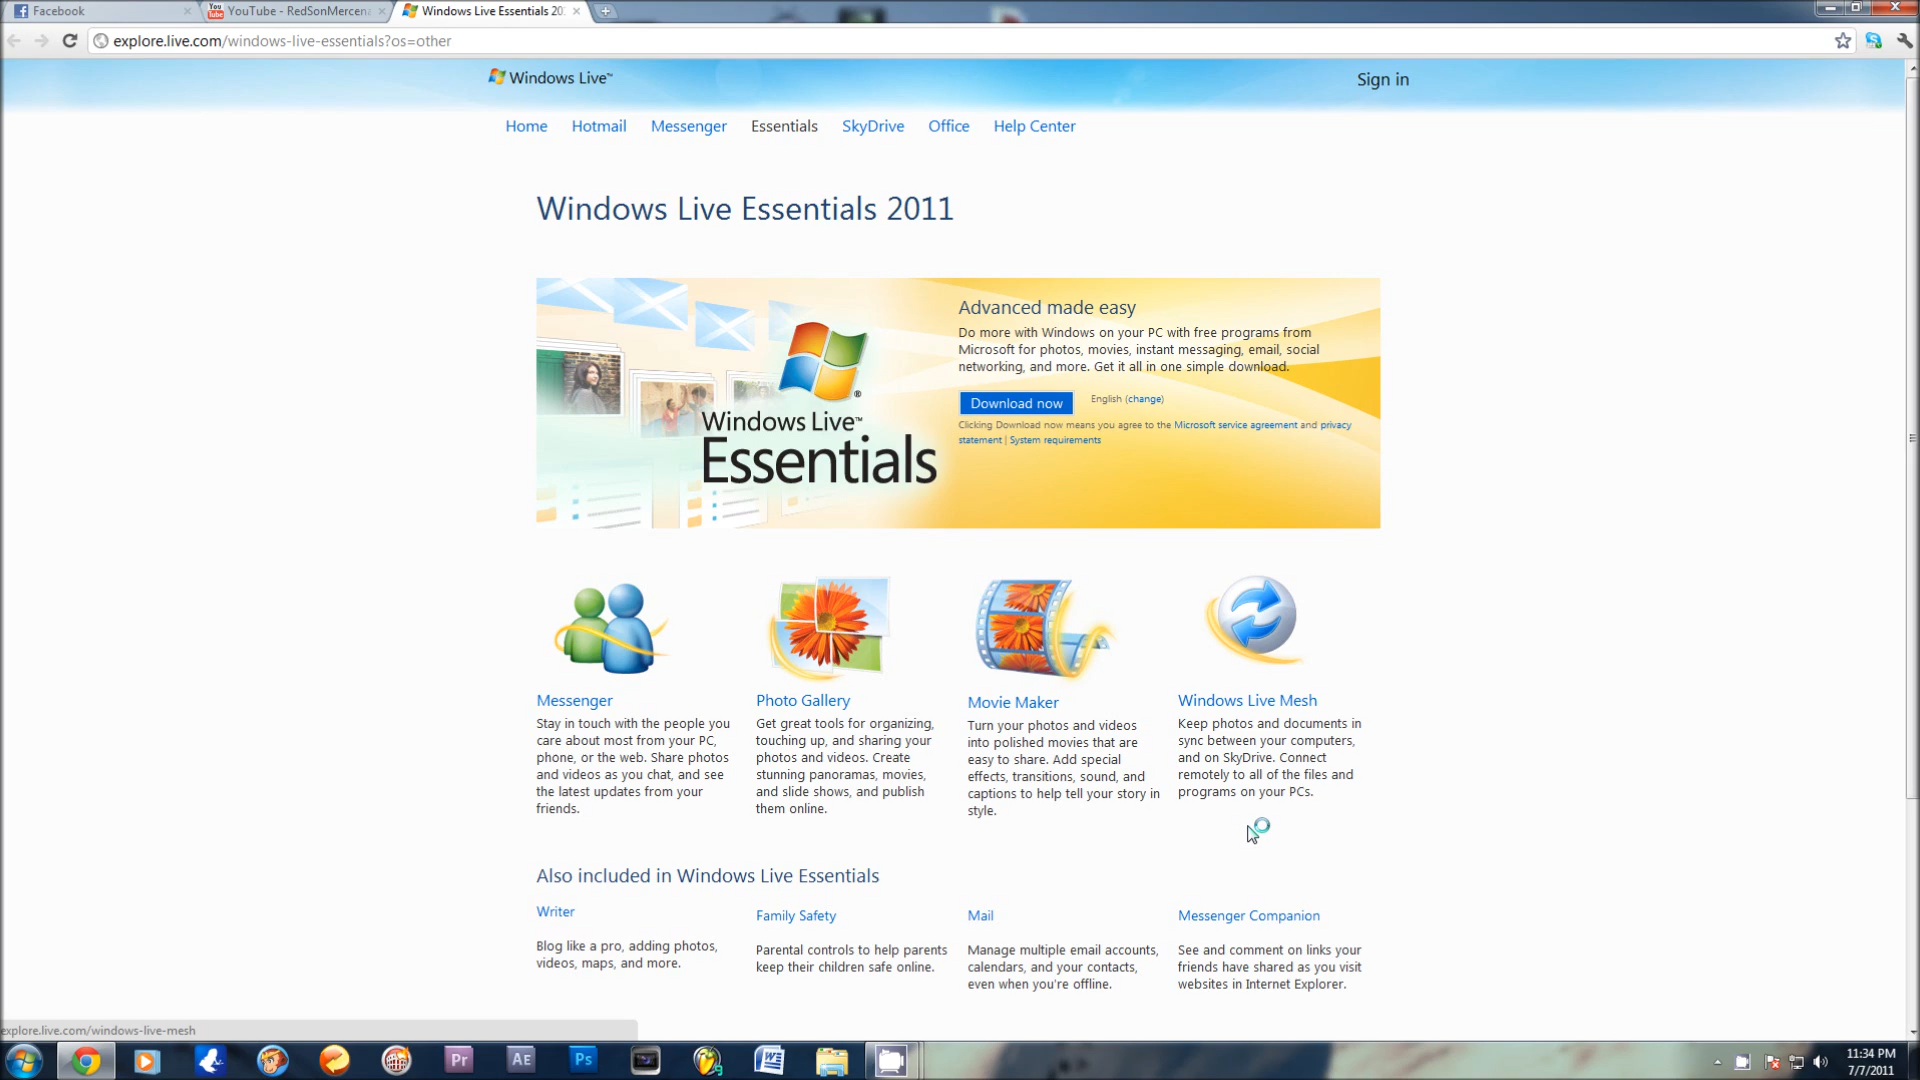 Facebook
YouTube - RedSonMercena
Windows Live Essentials 20
explore.live.com/windows-live-essentials?os=other
Windows Live™
Sign in
Home Hotmail Messenger Essentials SkyDrive Office Help Center
Windows Live Essentials 2011
Windows Live™
Essentials
Advanced made easy
Do more with Windows on your PC with free programs from
Microsoft for photos, movies, instant messaging, email, social
networking, and more. Get it all in one simple download.
Download now English (change)
Clicking Download now means you agree to the Microsoft service agreement and privacy
statement | System requirements
Messenger
Stay in touch with the people you
care about most from your PC,
phone, or the web. Share photos
and videos as you chat, and see
the latest updates from your
friends.
Photo Gallery
Get great tools for organizing,
touching up, and sharing your
photos and videos. Create
stunning panoramas, movies,
and slide shows, and publish
them online.
Movie Maker
Turn your photos and videos
into polished movies that are
easy to share. Add special
effects, transitions, sound, and
captions to help tell your story in
style.
Windows Live Mesh
Keep photos and documents in
sync between your computers,
and on SkyDrive. Connect
remotely to all of the files and
programs on your PCs.
Also included in Windows Live Essentials
Writer
Blog like a pro, adding photos,
videos, maps, and more.
Family Safety
Parental controls to help parents
keep their children safe online.
Mail
Manage multiple email accounts,
calendars, and your contacts,
even when you're offline.
Messenger Companion
See and comment on links your
friends have shared as you visit
websites in Internet Explorer.
explore.live.com/windows-live-mesh
Pr
AE
Ps
11:34 PM
7/7/2011